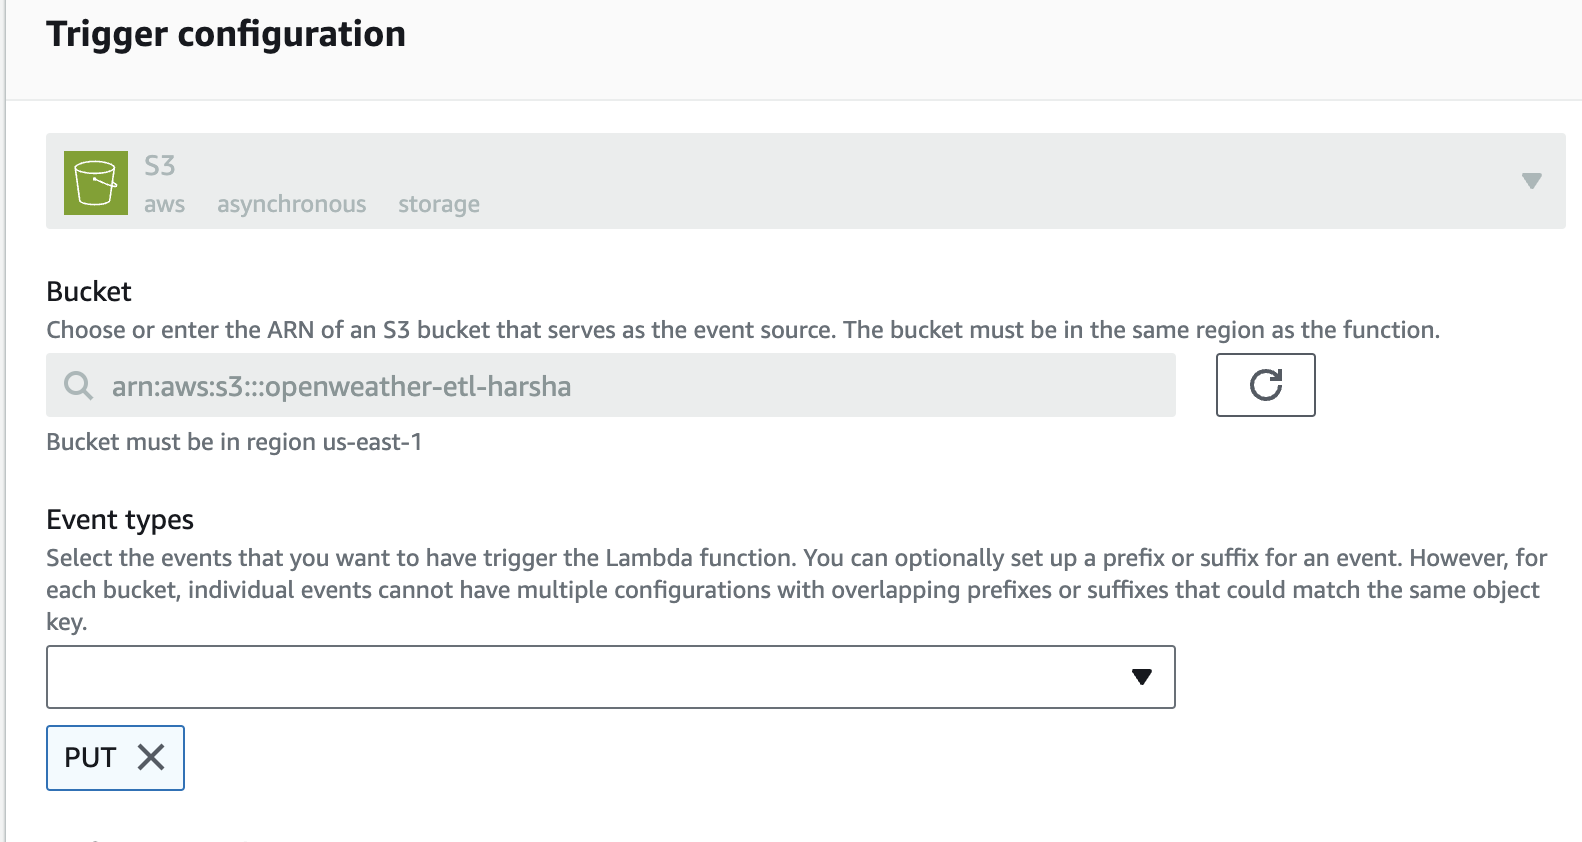 Trigger configuration
S3
aws asynchronous storage
Bucket
Choose or enter the ARN of an S3 bucket that serves as the event source. The bucket must be in the same region as the function.
arn:aws:s3:::openweather-etl-harsha
Bucket must be in region us-east-1
Event types
Select the events that you want to have trigger the Lambda function. You can optionally set up a prefix or suffix for an event. However, for
each bucket, individual events cannot have multiple configurations with overlapping prefixes or suffixes that could match the same object
key.
PUT